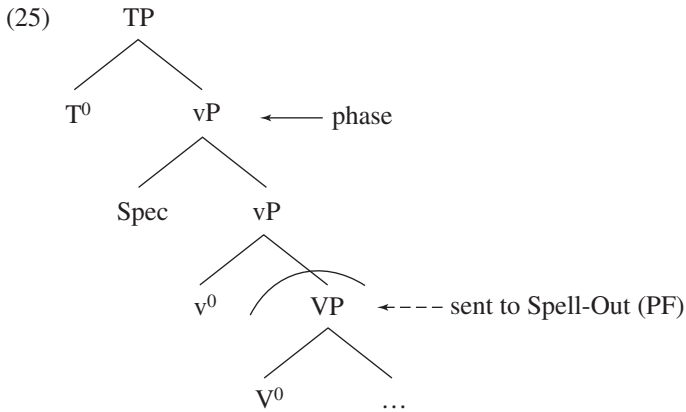 (25) TP
T⁰ vP phase
Spec vP
v⁰ VP sent to Spell-Out (PF)
V⁰ …